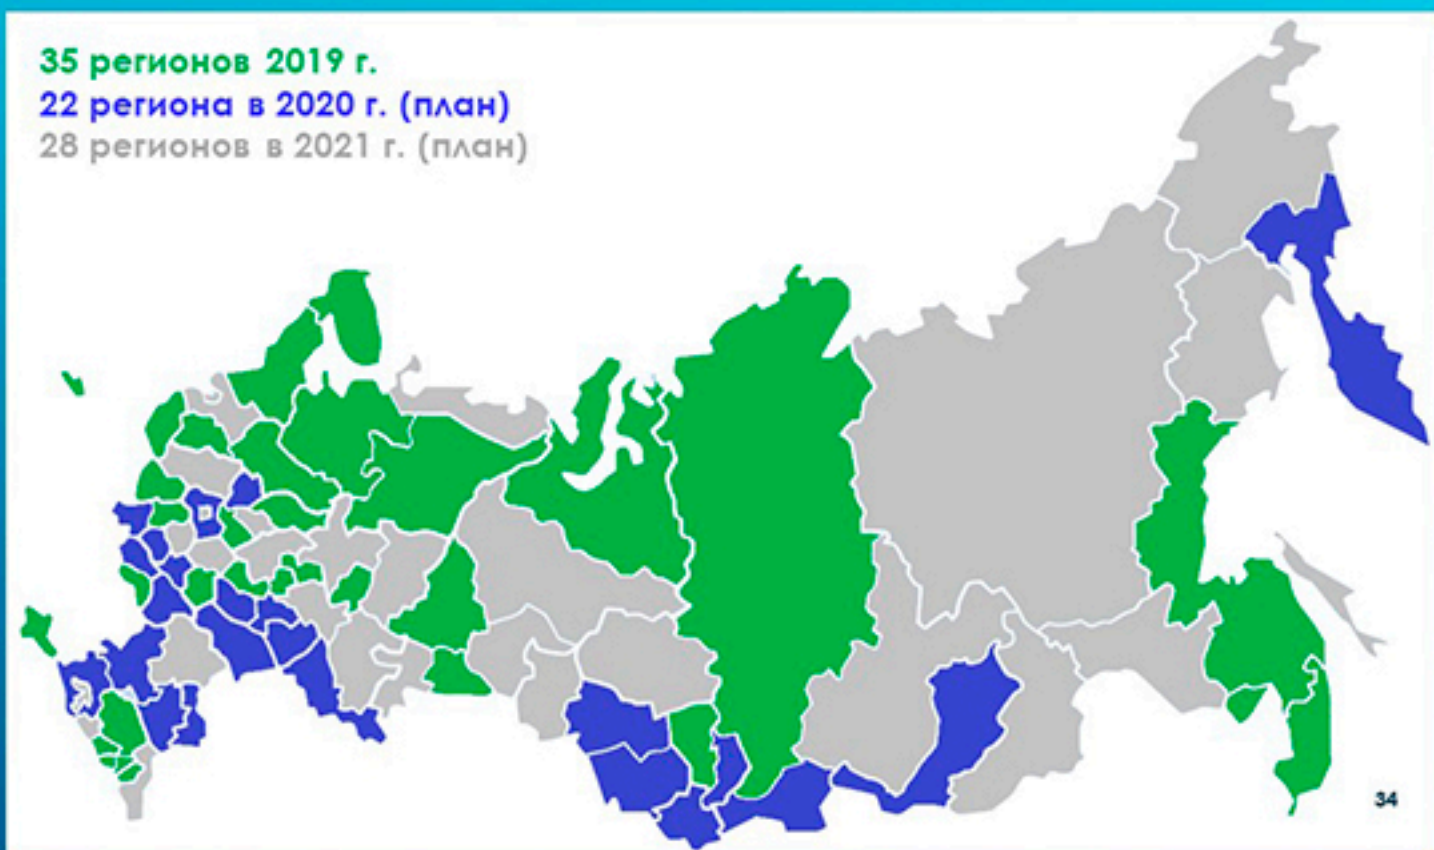 35 регионов 2019 г.
22 региона в 2020 г. (план)
28 регионов в 2021 г. (план)
34